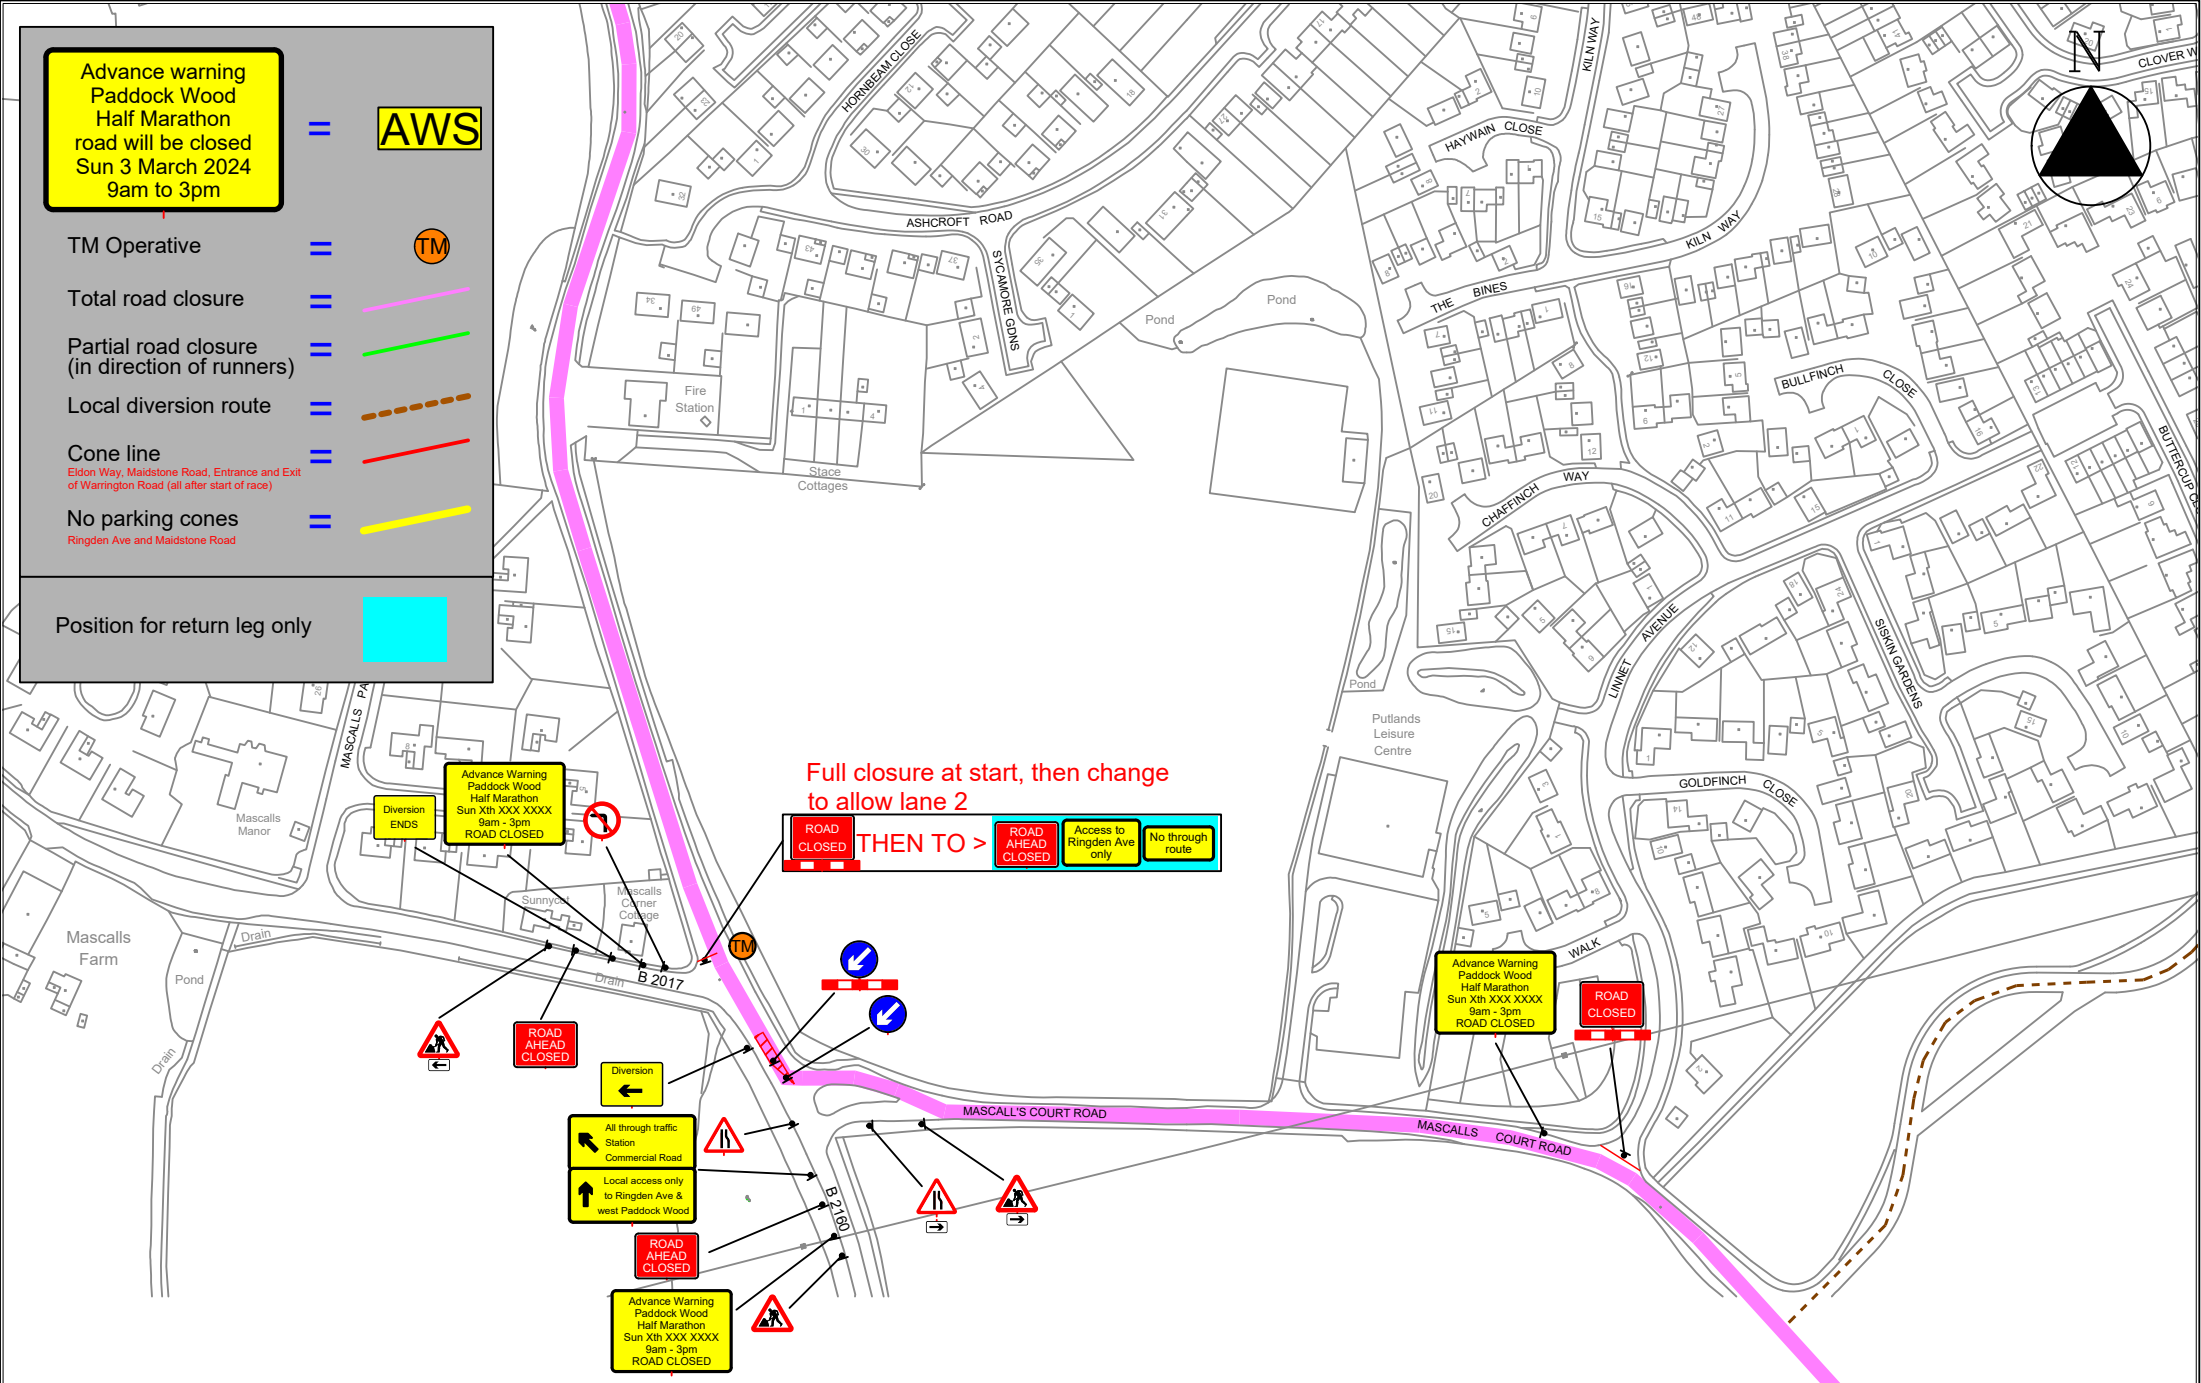 Advance warning
Paddock Wood
Half Marathon
road will be closed
Sun 3 March 2024
9am to 3pm
=
AWS
TM Operative
=
TM
Total road closure
=
Partial road closure
(in direction of runners)
=
Local diversion route
=
Cone line
=
Eldon Way, Maidstone Road, Entrance and Exit
of Warrington Road (all after start of race)
No parking cones
=
Ringden Ave and Maidstone Road
Position for return leg only
N
HORNBEAM CLOSE
ASHCROFT ROAD
SYCAMORE GDNS
KILN WAY
HAYWAIN CLOSE
KILN WAY
THE BINES
CLOVER W
BULLFINCH CLOSE
BUTTERCUP CL
CHAFFINCH WAY
LINNET AVENUE
SISKIN GARDENS
GOLDFINCH CLOSE
WALK
Pond
Pond
Fire
Station
Stace
Cottages
Pond
Putlands
Leisure
Centre
MASCALLS PA
Mascalls
Manor
Mascalls
Farm
Pond
Drain
Drain
Drain
Sunnycot
Mascalls
Corner
Cottage
B 2017
Diversion
ENDS
Advance Warning
Paddock Wood
Half Marathon
Sun Xth XXX XXXX
9am - 3pm
ROAD CLOSED
Full closure at start, then change
to allow lane 2
ROAD
CLOSED
THEN TO >
ROAD
AHEAD
CLOSED
Access to
Ringden Ave
only
No through
route
TM
ROAD
AHEAD
CLOSED
Diversion
All through traffic
Station
Commercial Road
Local access only
to Ringden Ave &
west Paddock Wood
ROAD
AHEAD
CLOSED
Advance Warning
Paddock Wood
Half Marathon
Sun Xth XXX XXXX
9am - 3pm
ROAD CLOSED
B 2160
MASCALL'S COURT ROAD
MASCALLS COURT ROAD
Advance Warning
Paddock Wood
Half Marathon
Sun Xth XXX XXXX
9am - 3pm
ROAD CLOSED
ROAD
CLOSED